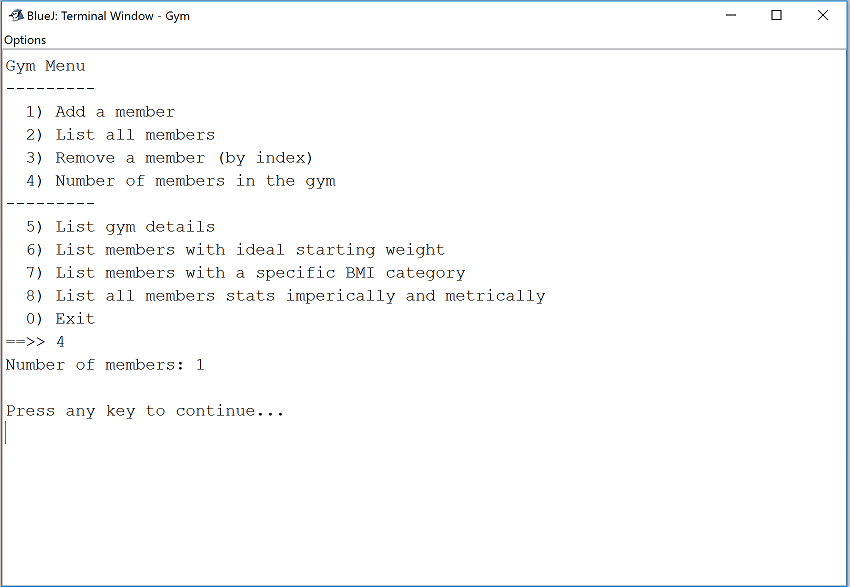 BlueJ: Terminal Window - Gym
Options
Gym Menu
---------
  1) Add a member
  2) List all members
  3) Remove a member (by index)
  4) Number of members in the gym
---------
  5) List gym details
  6) List members with ideal starting weight
  7) List members with a specific BMI category
  8) List all members stats imperically and metrically
  0) Exit
==>> 4
Number of members: 1
Press any key to continue...